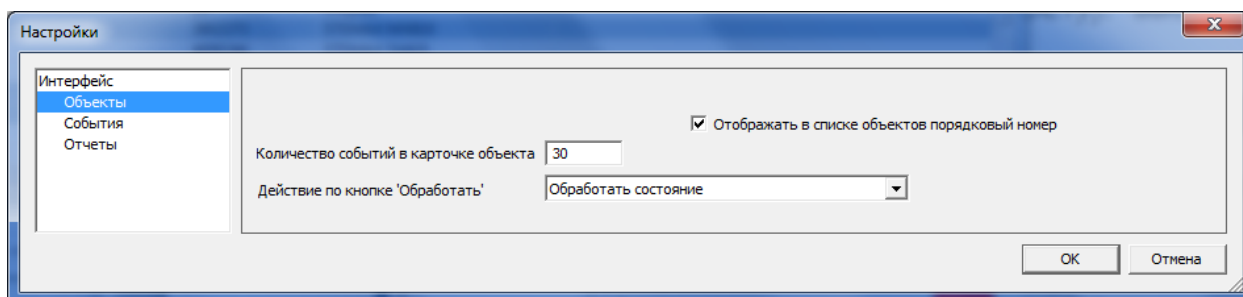 Настройки
Интерфейс
Объекты
События
Отчеты
Отображать в списке объектов порядковый номер
Количество событий в карточке объекта 30
Действие по кнопке 'Обработать' Обработать состояние
OK Отмена